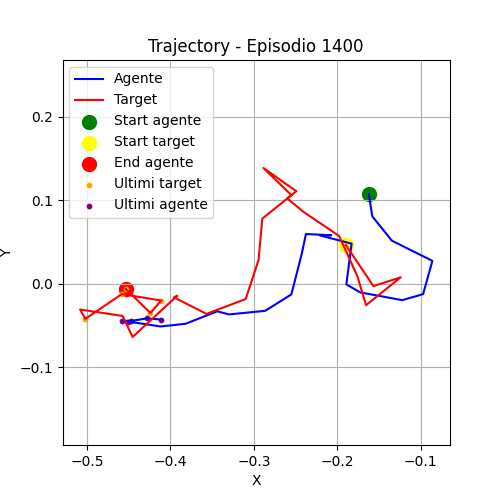 Trajectory - Episodio 1400
Agente
Target
Start agente
Start target
End agente
Ultimi target
Ultimi agente
0.2
0.1
0.0
−0.1
Y
−0.5
−0.4
−0.3
−0.2
−0.1
X